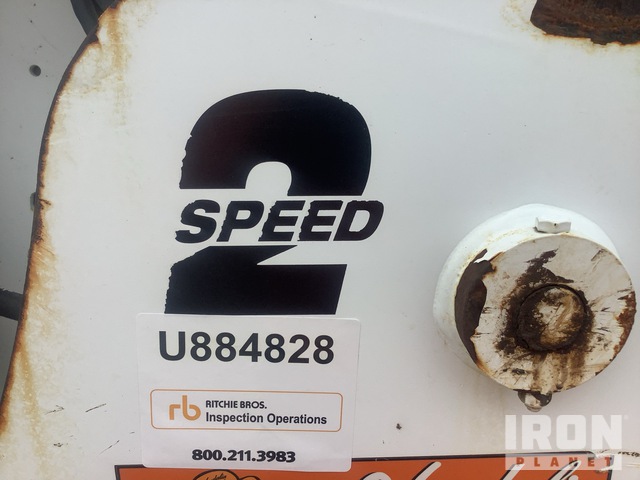 2
SPEED
U884828
rb RITCHIE BROS.
Inspection Operations
800.211.3983
IRON
PLANET